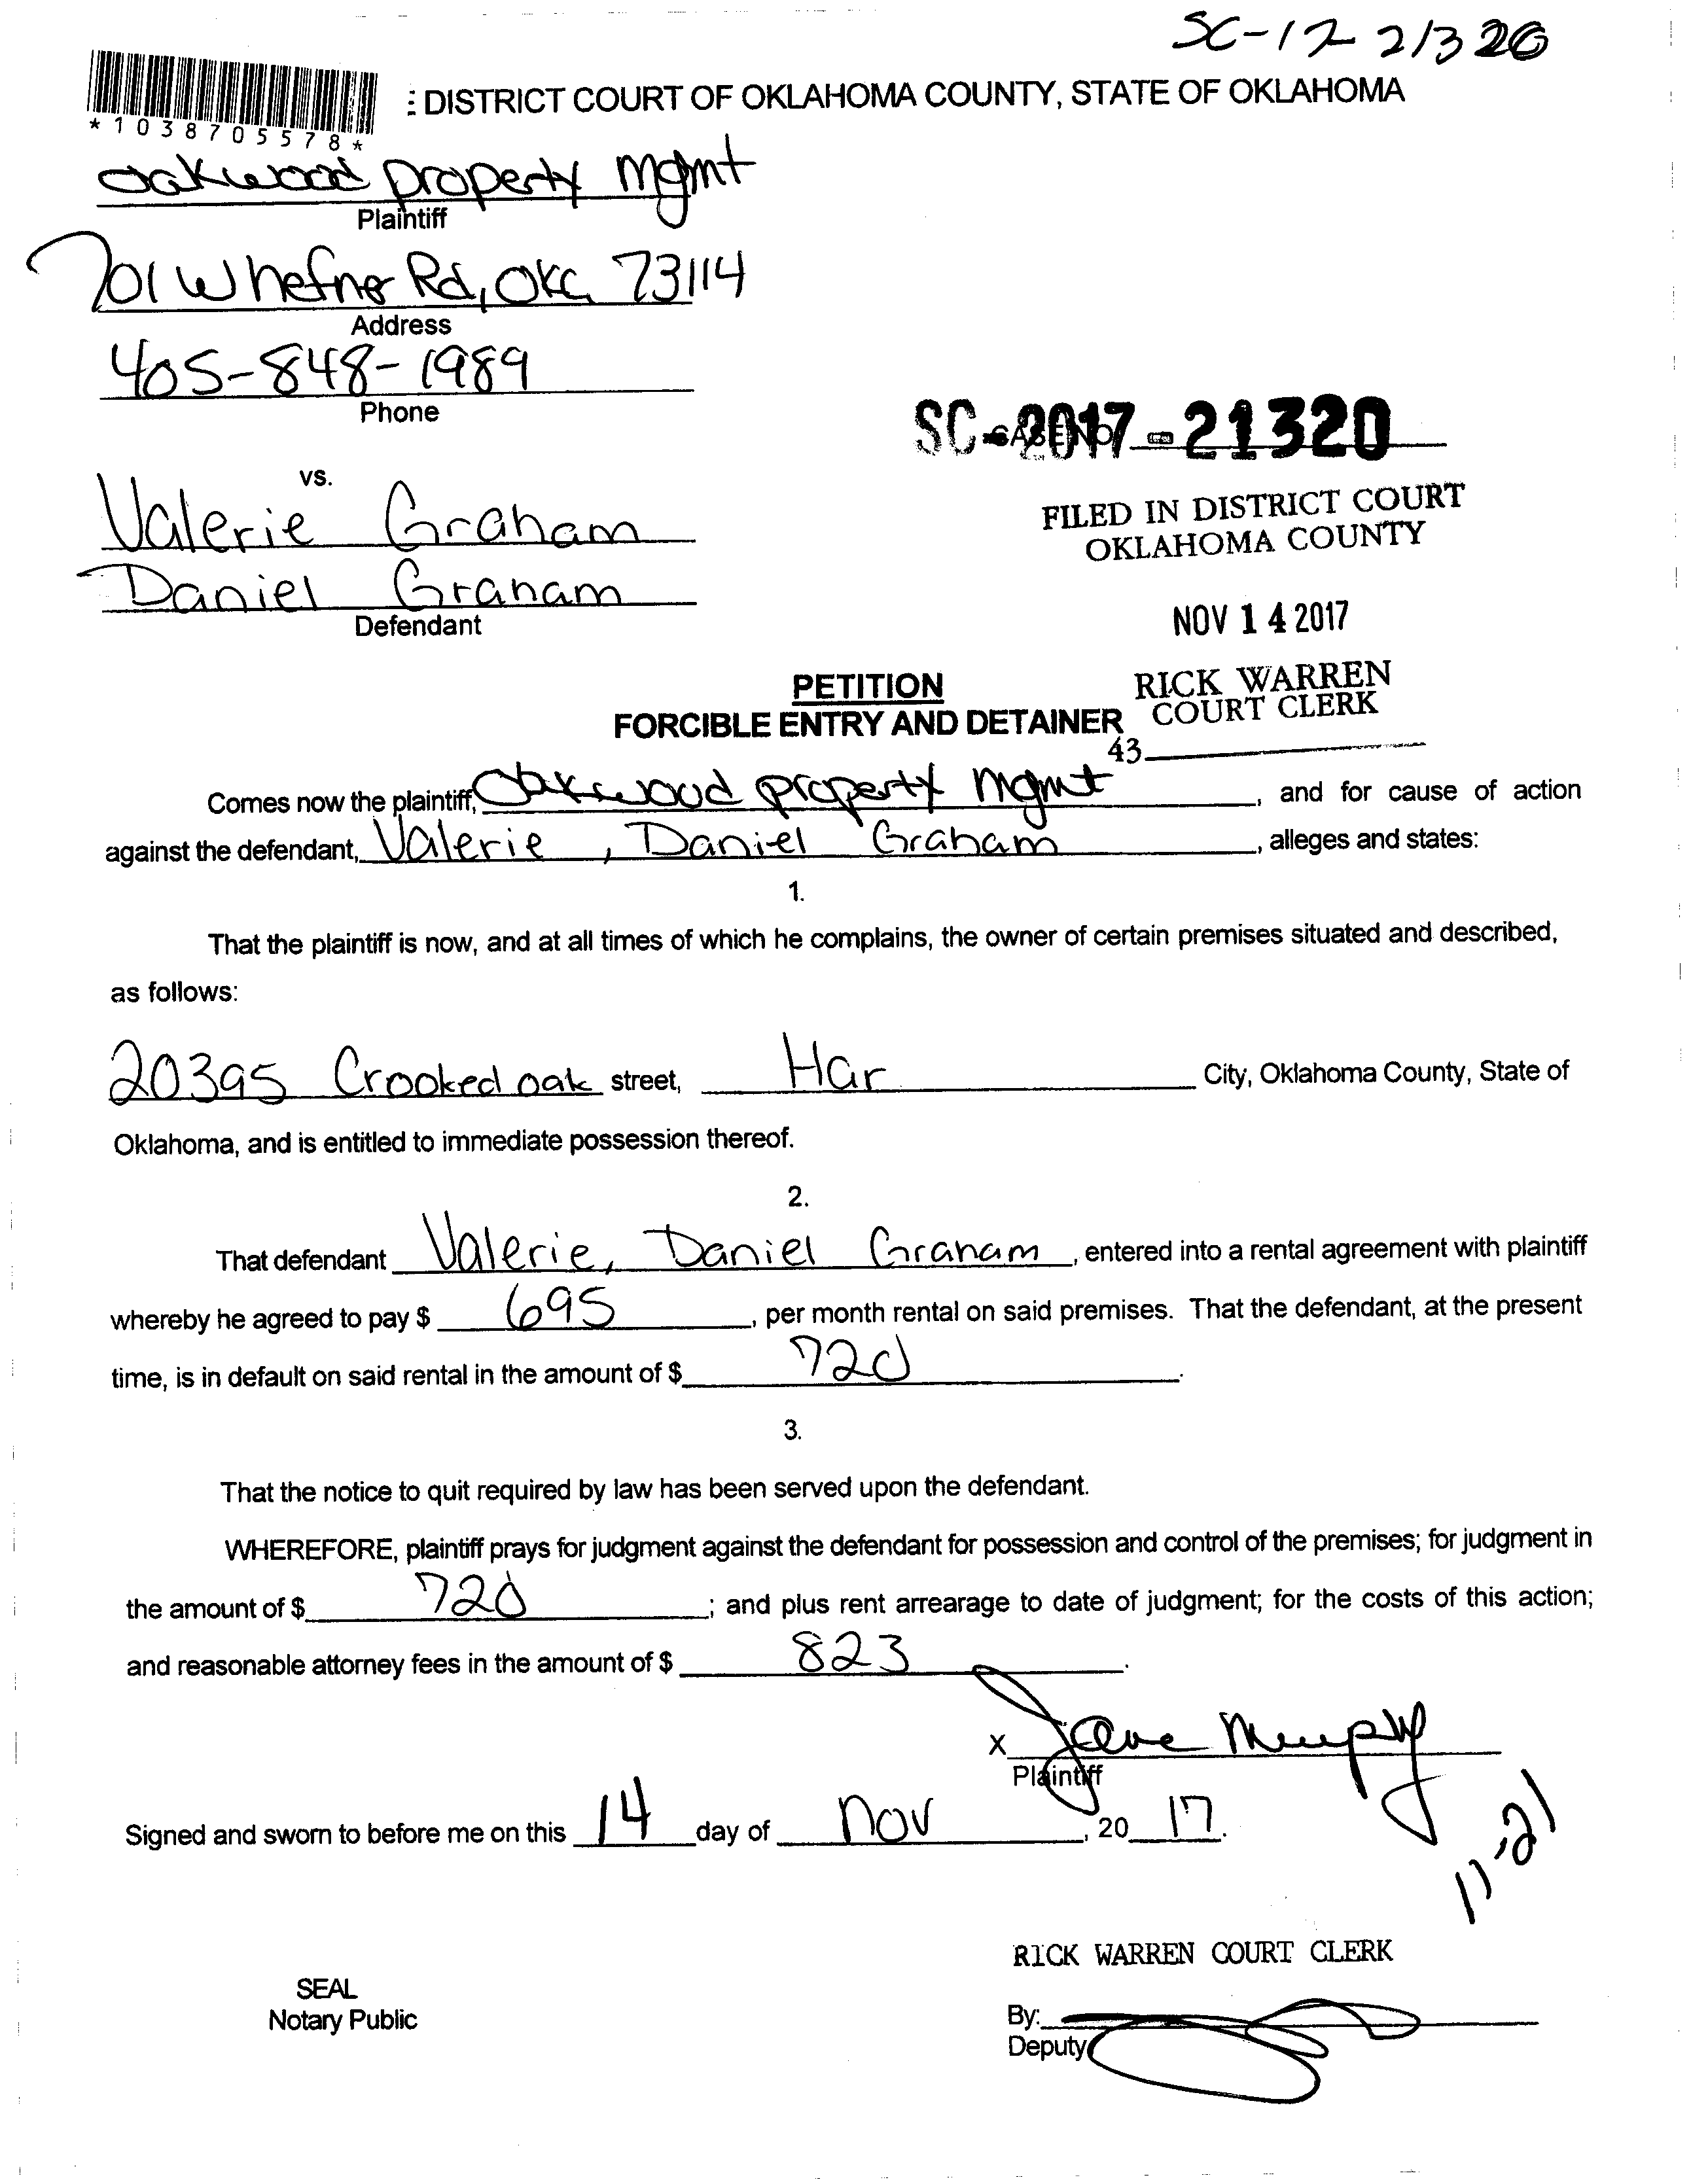 SC-17 21320
: DISTRICT COURT OF OKLAHOMA COUNTY, STATE OF OKLAHOMA
*1038705578*
Oakwood property Mgmt
Plaintiff
701 W hefner Rd, OKC, 73114
Address
405-848-1989
Phone
SC-2017-21320
CASE NO.
vs.
Valerie Graham
Daniel Graham
Defendant
FILED IN DISTRICT COURT
OKLAHOMA COUNTY
NOV 14 2017
RICK WARREN
COURT CLERK
43
PETITION
FORCIBLE ENTRY AND DETAINER
Comes now the plaintiff, Oakwood property Mgmt, and for cause of action
against the defendant, Valerie, Daniel Graham, alleges and states:
1.
That the plaintiff is now, and at all times of which he complains, the owner of certain premises situated and described,
as follows:
20395 Crooked oak street, Har City, Oklahoma County, State of
Oklahoma, and is entitled to immediate possession thereof.
2.
That defendant Valerie, Daniel Graham, entered into a rental agreement with plaintiff
whereby he agreed to pay $ 695, per month rental on said premises. That the defendant, at the present
time, is in default on said rental in the amount of $ 720.
3.
That the notice to quit required by law has been served upon the defendant.
WHEREFORE, plaintiff prays for judgment against the defendant for possession and control of the premises; for judgment in
the amount of $ 720; and plus rent arrearage to date of judgment; for the costs of this action;
and reasonable attorney fees in the amount of $ 823.
X Murphy
Plaintiff
Signed and sworn to before me on this 14 day of Nov, 20 17.
11-21
RICK WARREN COURT CLERK
SEAL
Notary Public
By:
Deputy